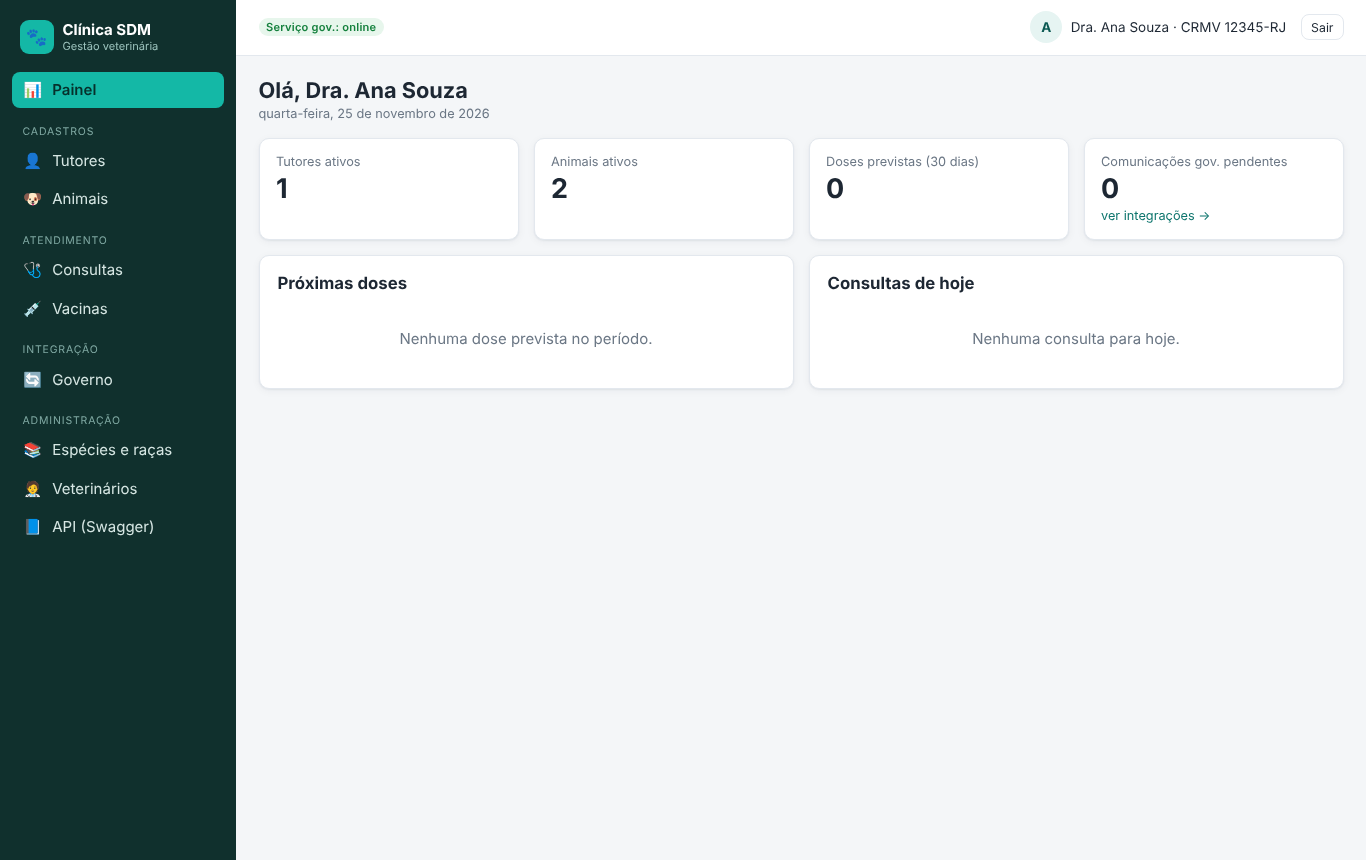 Clínica SDM
Gestão veterinária
Painel
CADASTROS
Tutores
Animais
ATENDIMENTO
Consultas
Vacinas
INTEGRAÇÃO
Governo
ADMINISTRAÇÃO
Espécies e raças
Veterinários
API (Swagger)
Serviço gov.: online
A
Dra. Ana Souza · CRMV 12345-RJ
Sair
Olá, Dra. Ana Souza
quarta-feira, 25 de novembro de 2026
Tutores ativos
1
Animais ativos
2
Doses previstas (30 dias)
0
Comunicações gov. pendentes
0
ver integrações →
Próximas doses
Nenhuma dose prevista no período.
Consultas de hoje
Nenhuma consulta para hoje.